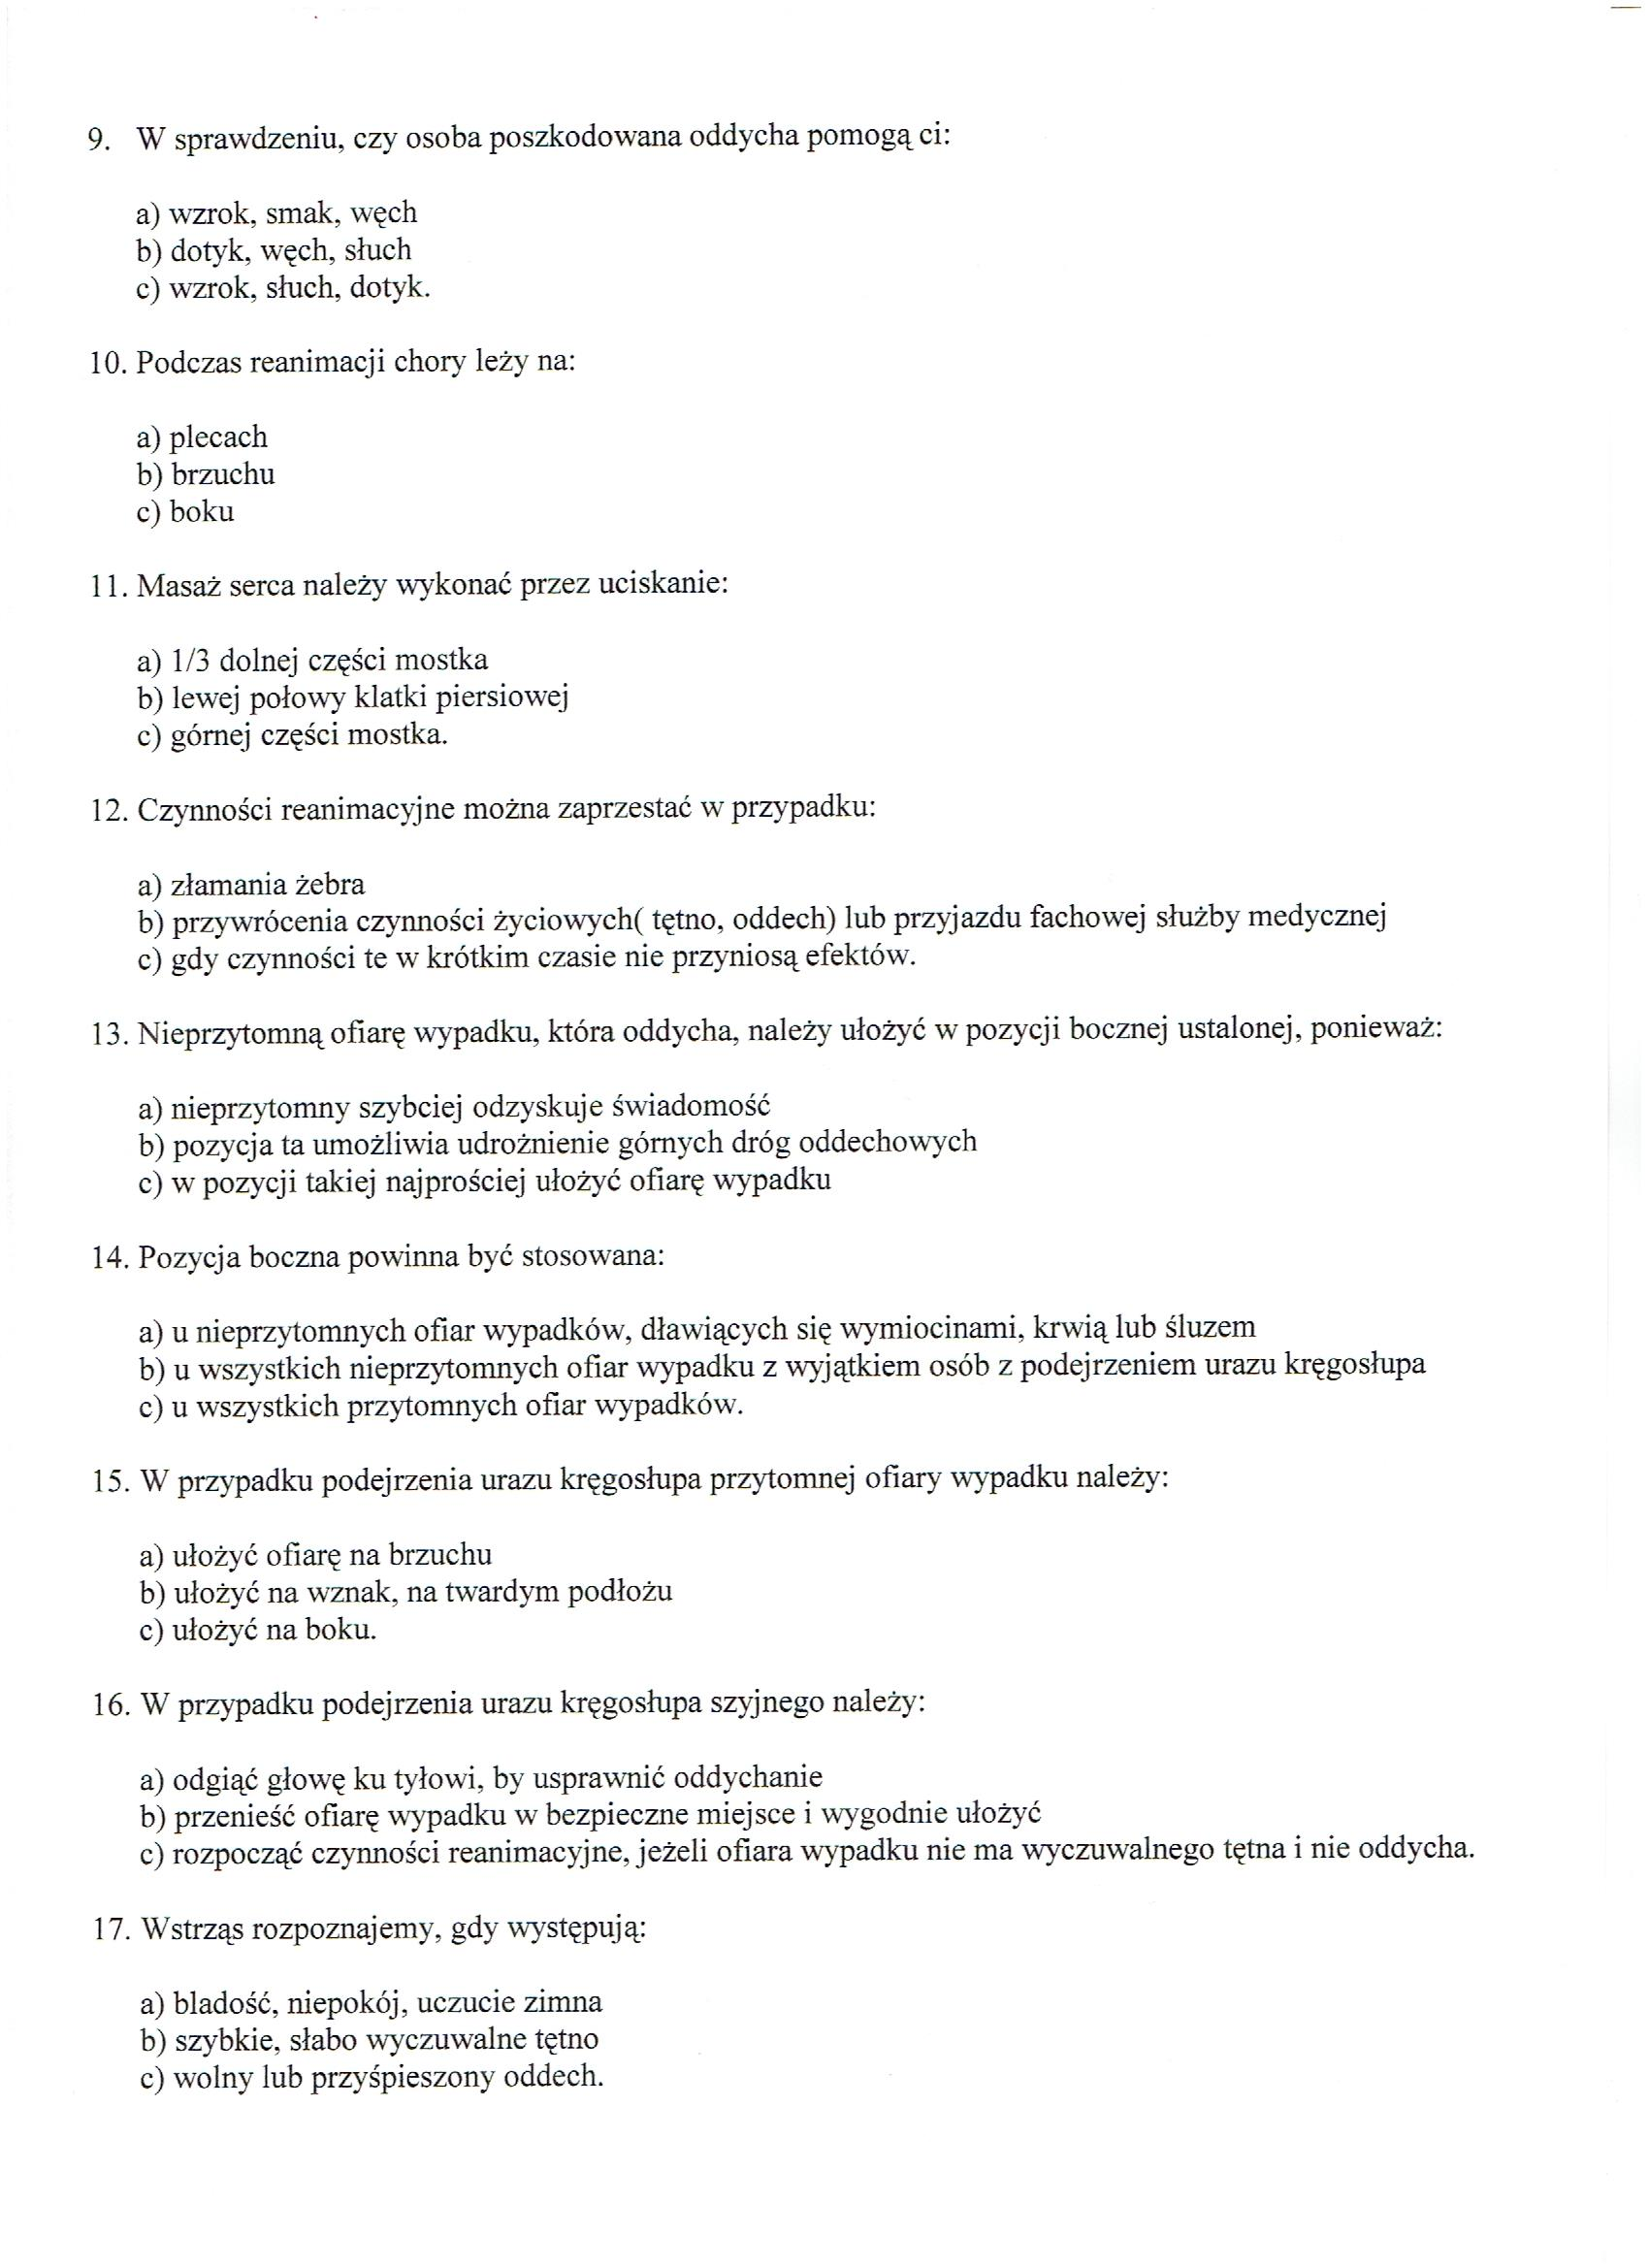 9. W sprawdzeniu, czy osoba poszkodowana oddycha pomogą ci:
a) wzrok, smak, węch
b) dotyk, węch, słuch
c) wzrok, słuch, dotyk.
10. Podczas reanimacji chory leży na:
a) plecach
b) brzuchu
c) boku
11. Masaż serca należy wykonać przez uciskanie:
a) 1/3 dolnej części mostka
b) lewej połowy klatki piersiowej
c) górnej części mostka.
12. Czynności reanimacyjne można zaprzestać w przypadku:
a) złamania żebra
b) przywrócenia czynności życiowych( tętno, oddech) lub przyjazdu fachowej służby medycznej
c) gdy czynności te w krótkim czasie nie przyniosą efektów.
13. Nieprzytomną ofiarę wypadku, która oddycha, należy ułożyć w pozycji bocznej ustalonej, ponieważ:
a) nieprzytomny szybciej odzyskuje świadomość
b) pozycja ta umożliwia udrożnienie górnych dróg oddechowych
c) w pozycji takiej najprościej ułożyć ofiarę wypadku
14. Pozycja boczna powinna być stosowana:
a) u nieprzytomnych ofiar wypadków, dławiących się wymiocinami, krwią lub śluzem
b) u wszystkich nieprzytomnych ofiar wypadku z wyjątkiem osób z podejrzeniem urazu kręgosłupa
c) u wszystkich przytomnych ofiar wypadków.
15. W przypadku podejrzenia urazu kręgosłupa przytomnej ofiary wypadku należy:
a) ułożyć ofiarę na brzuchu
b) ułożyć na wznak, na twardym podłożu
c) ułożyć na boku.
16. W przypadku podejrzenia urazu kręgosłupa szyjnego należy:
a) odgiąć głowę ku tyłowi, by usprawnić oddychanie
b) przenieść ofiarę wypadku w bezpieczne miejsce i wygodnie ułożyć
c) rozpocząć czynności reanimacyjne, jeżeli ofiara wypadku nie ma wyczuwalnego tętna i nie oddycha.
17. Wstrząs rozpoznajemy, gdy występują:
a) bladość, niepokój, uczucie zimna
b) szybkie, słabo wyczuwalne tętno
c) wolny lub przyśpieszony oddech.